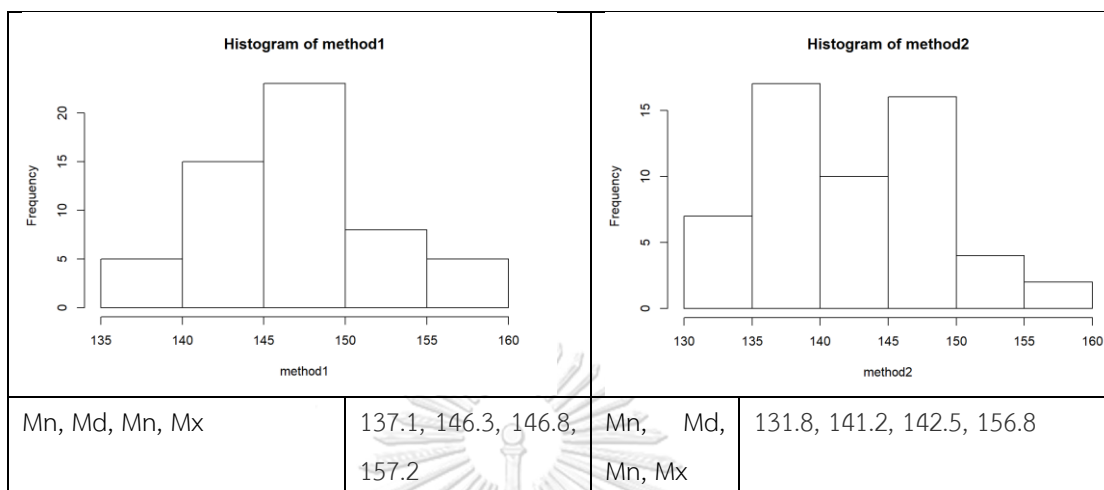 Histogram of method1
Frequency
20
15
10
5
0
135 140 145 150 155 160
method1
Histogram of method2
Frequency
15
10
5
0
130 135 140 145 150 155 160
method2
Mn, Md, Mn, Mx
137.1, 146.3, 146.8,
157.2
Mn, Md,
Mn, Mx
131.8, 141.2, 142.5, 156.8